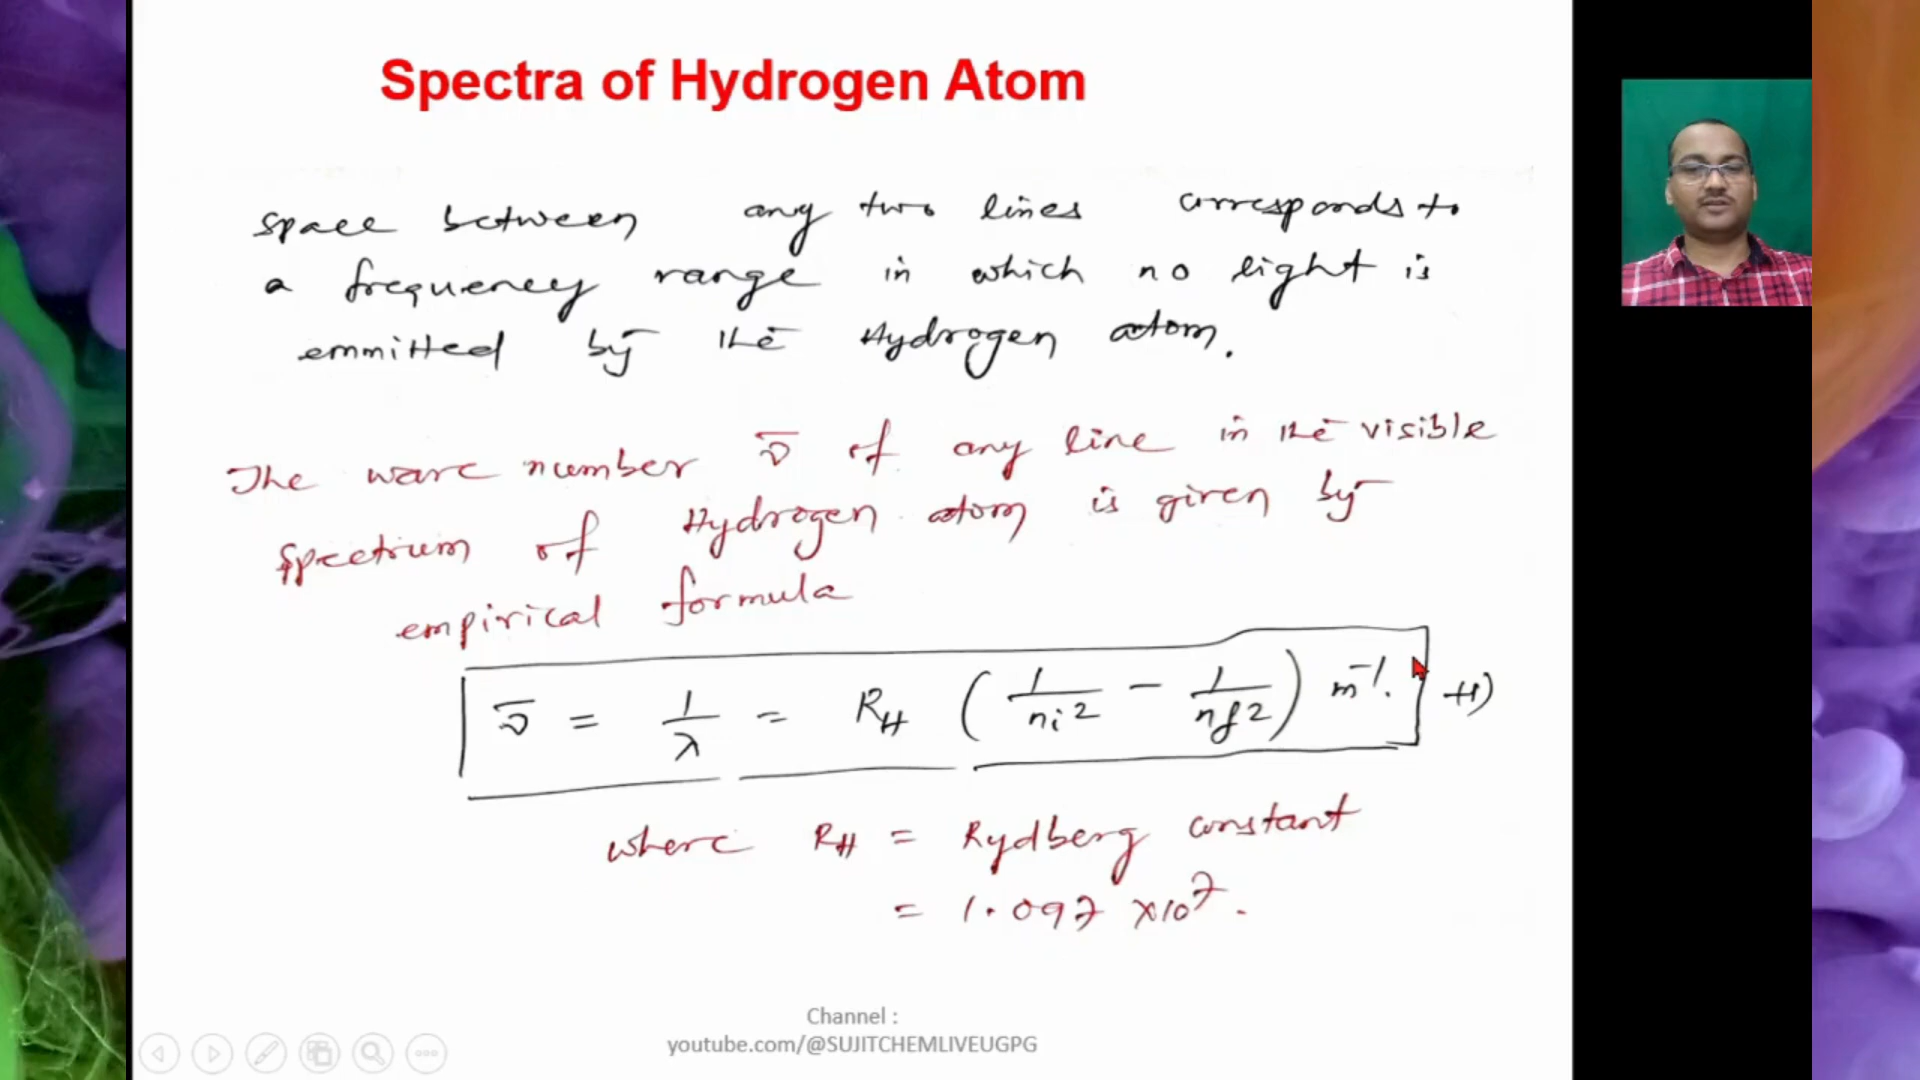 Spectra of Hydrogen Atom
space between any two lines corresponds to
a frequency range in which no light is
emmitted by the Hydrogen atom.
The wave number ν̅ of any line in the visible
spectrum of Hydrogen atom is given by
empirical formula
ν̅ = 1/λ = RH (1/ni² − 1/nf²) m⁻¹.
where RH = Rydberg constant
= 1.097 ×10⁷.
Channel :
youtube.com/@SUJITCHEMLIVEUGPG